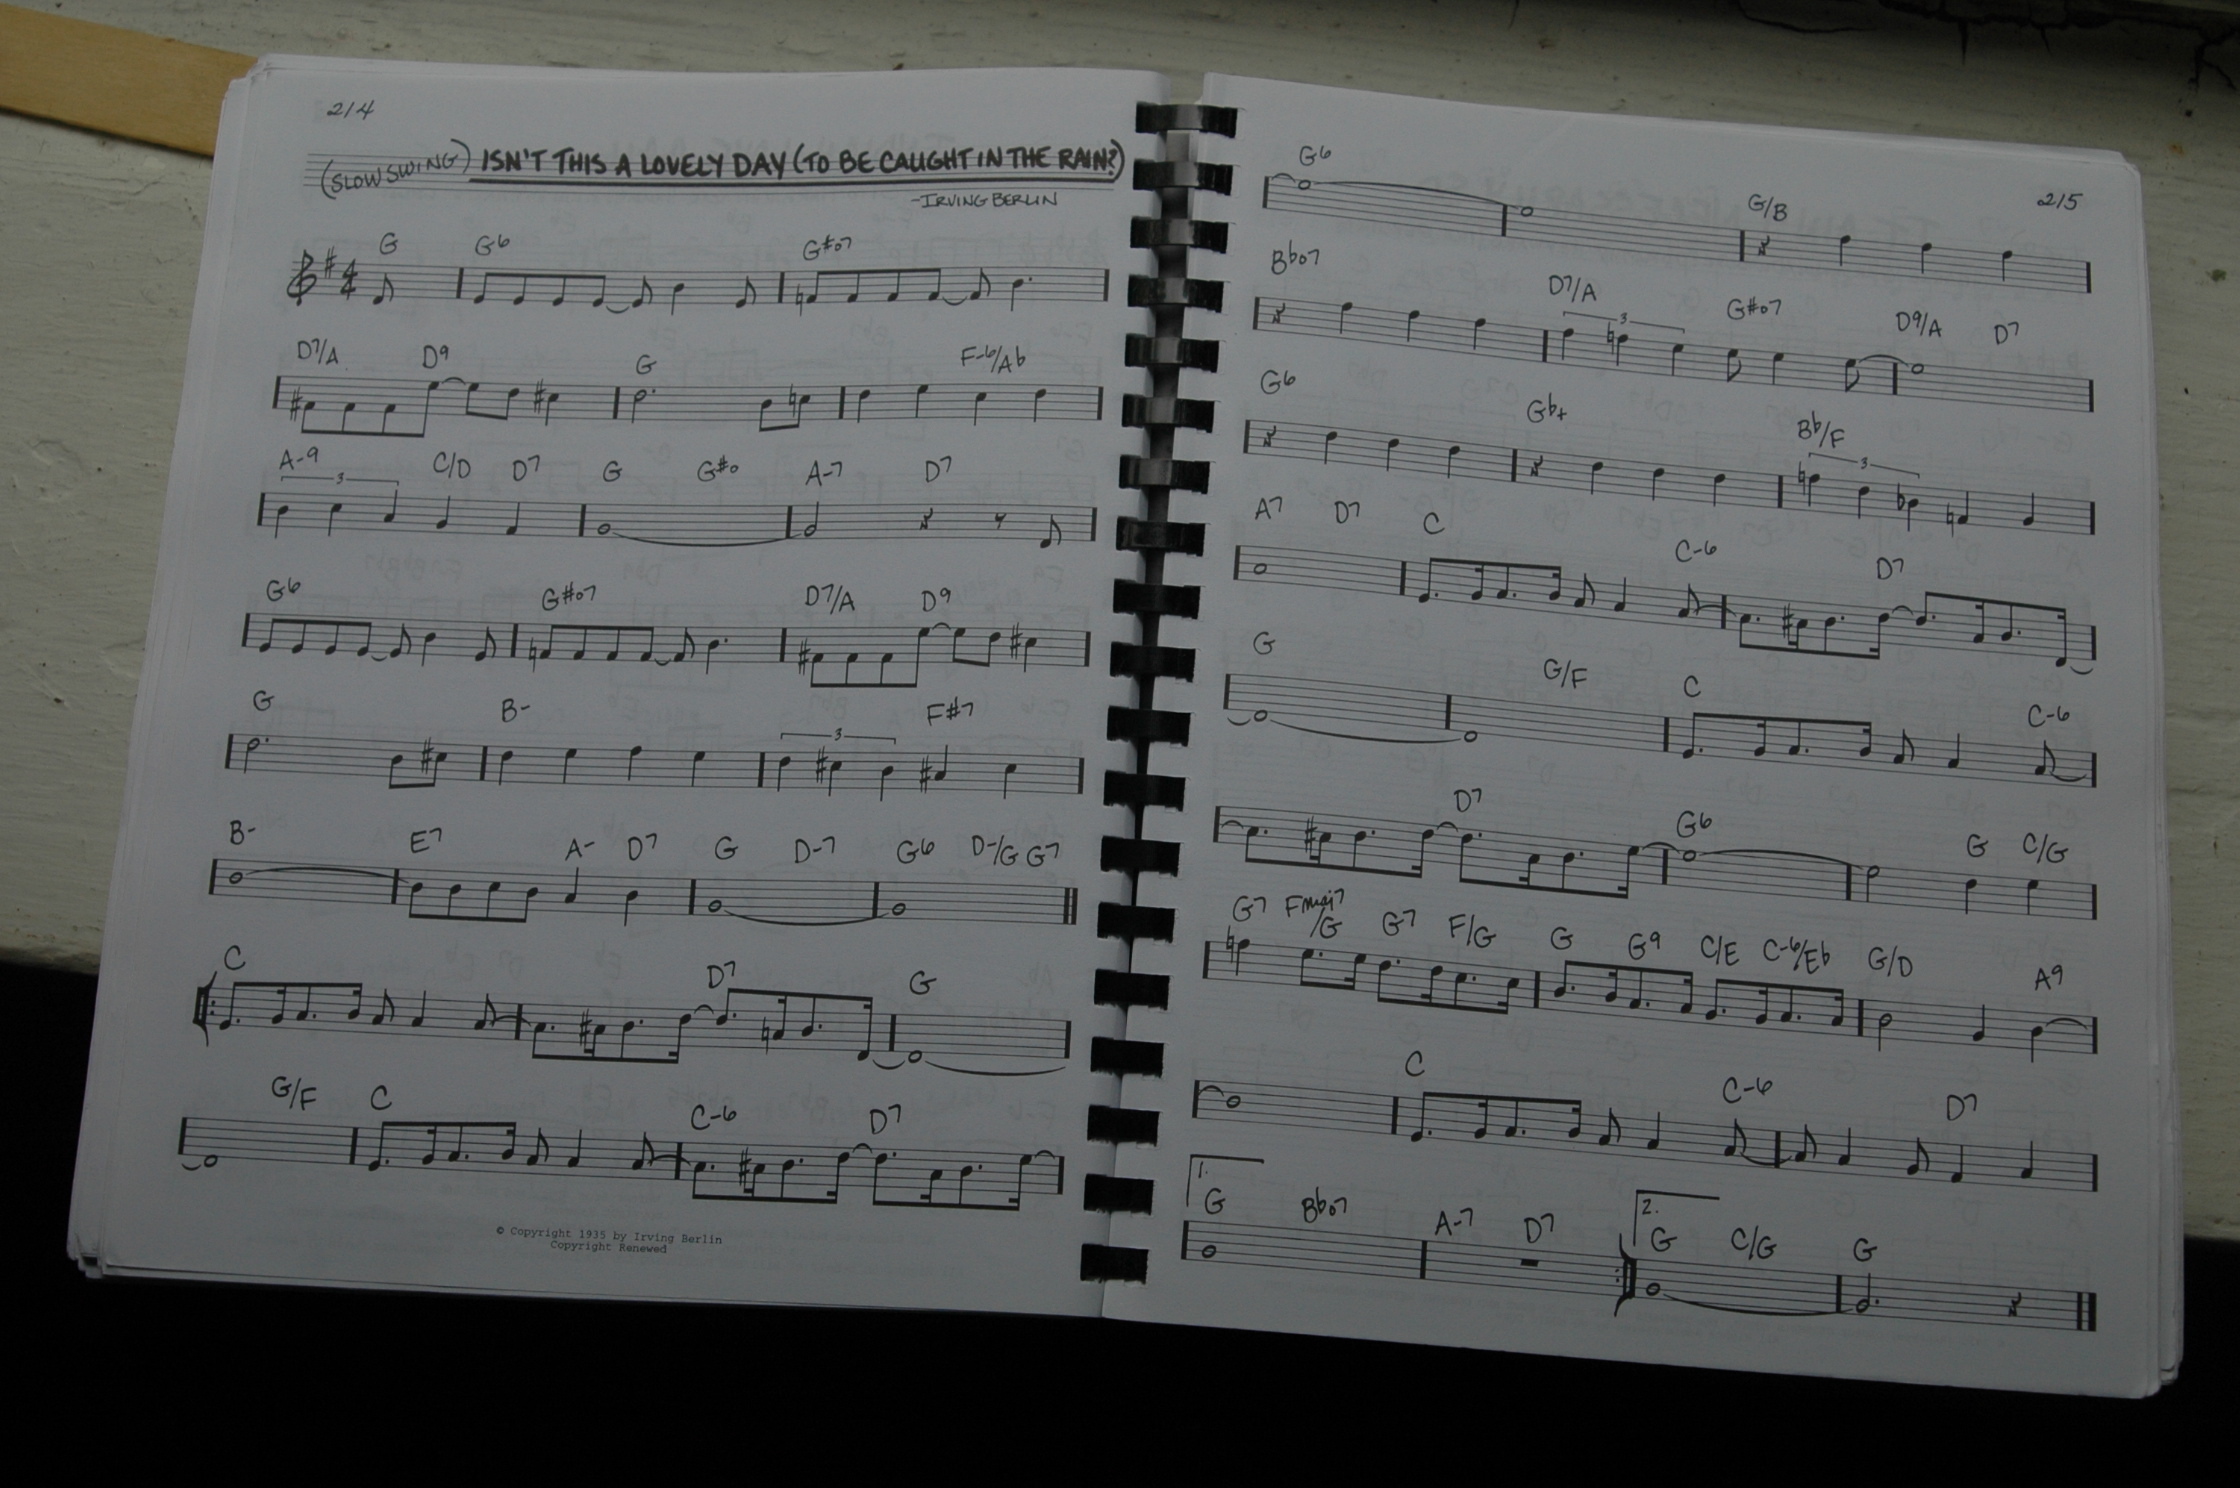 214
(SLOW SWING) ISN'T THIS A LOVELY DAY (TO BE CAUGHT IN THE RAIN?)
-IRVING BERLIN
G G6 G#o7
4 4
D7/A D9 G F-6/Ab
A-9 C/D D7 G G#o A-7 D7
3
G6 G#o7 D7/A D9
G B- F#7
3
B- E7 A- D7 G D-7 G6 D-/G G7
C D7 G
G/F C C-6 D7
© Copyright 1935 by Irving Berlin
Copyright Renewed
215
G6 G/B
Bbo7 D7/A G#o7 D9/A D7
3
G6 Gb+ Bb/F
3
A7 D7 C C-6 D7
G G/F C C-6
D7 G6 G C/G
G7 Fmaj7/G G7 F/G G G9 C/E C-6/Eb G/D A9
C C-6 D7
1. 2.
G Bbo7 A-7 D7 G C/G G